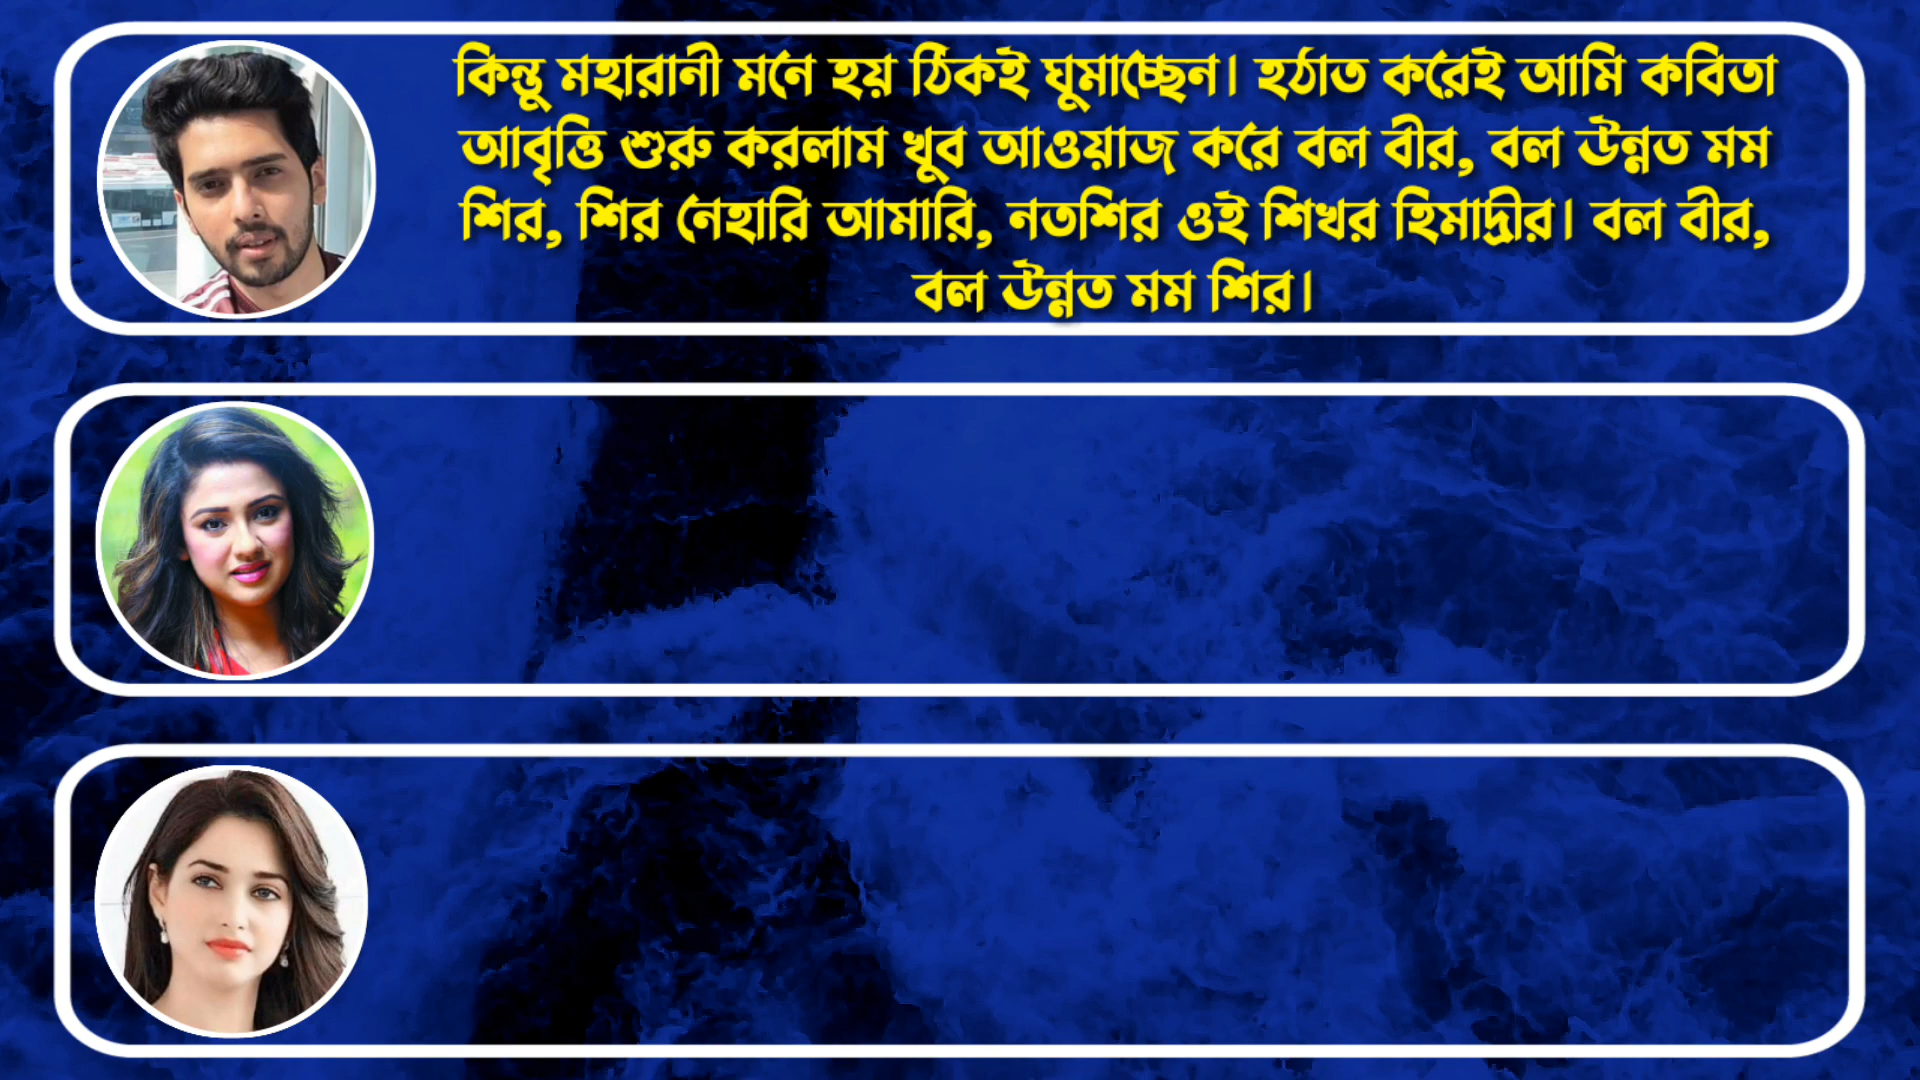 কিন্তু মহারানী মনে হয় ঠিকই ঘুমাচ্ছেন। হঠাত করেই আমি কবিতা
আবৃত্তি শুরু করলাম খুব আওয়াজ করে বল বীর, বল উন্নত মম
শির, শির নেহারি আমারি, নতশির ওই শিখর হিমাদ্রীর। বল বীর,
বল উন্নত মম শির।